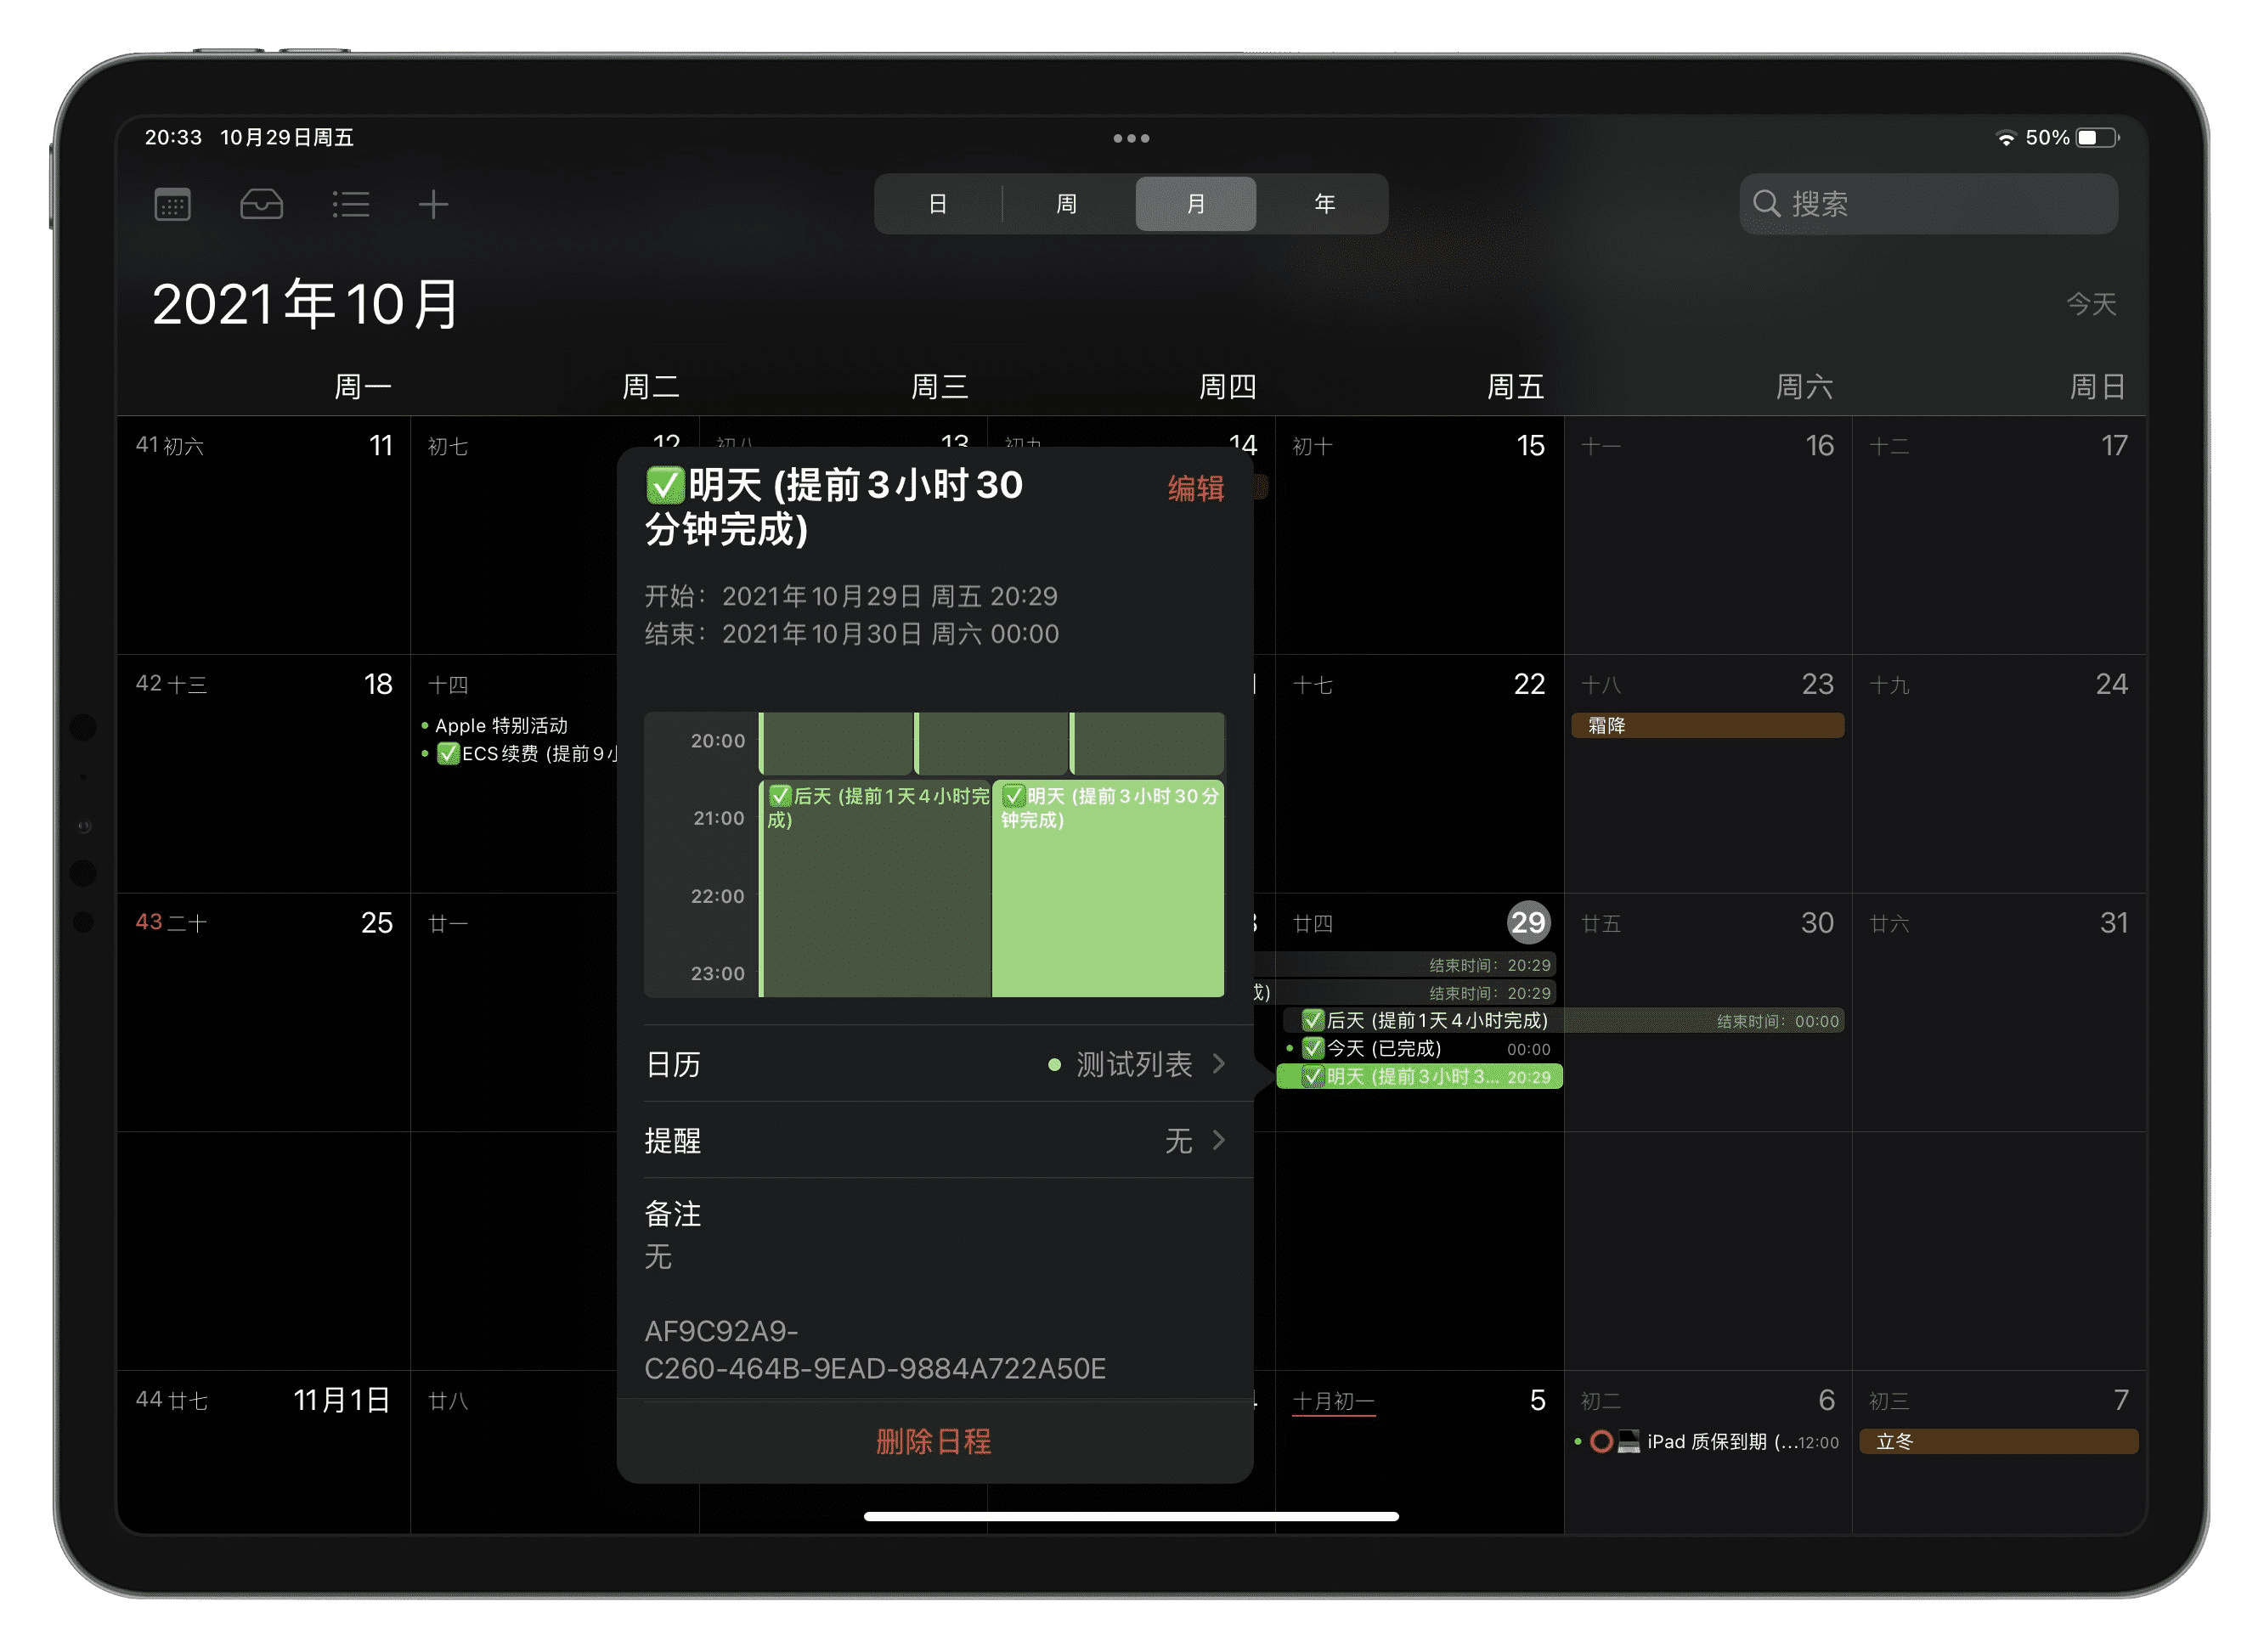 20:33 10月29日周五
50%
日 周 月 年
搜索
2021年10月
今天
周一 周二 周三 周四 周五 周六 周日
41 初六 11
初七 12
初八 13
初九 14
初十 15
十一 16
十二 17
✅明天 (提前3小时30
分钟完成)
编辑
开始：2021年10月29日 周五 20:29
结束：2021年10月30日 周六 00:00
42 十三 18
十四
Apple 特别活动
✅ECS续费 (提前9小
十七 22
十八 23
霜降
十九 24
20:00
21:00
22:00
23:00
✅后天 (提前1天4小时完
成)
✅明天 (提前3小时30分
钟完成)
43 二十 25
廿一
廿四 29
结束时间：20:29
成) 结束时间：20:29
✅后天 (提前1天4小时完成) 结束时间：00:00
✅今天 (已完成) 00:00
✅明天 (提前3小时3... 20:29
廿五 30
廿六 31
日历 测试列表
提醒 无
备注
无
AF9C92A9-
C260-464B-9EAD-9884A722A50E
删除日程
44 廿七 11月1日
廿八
十月初一 5
初二 6
⭕💻 iPad 质保到期 (...12:00
初三 7
立冬